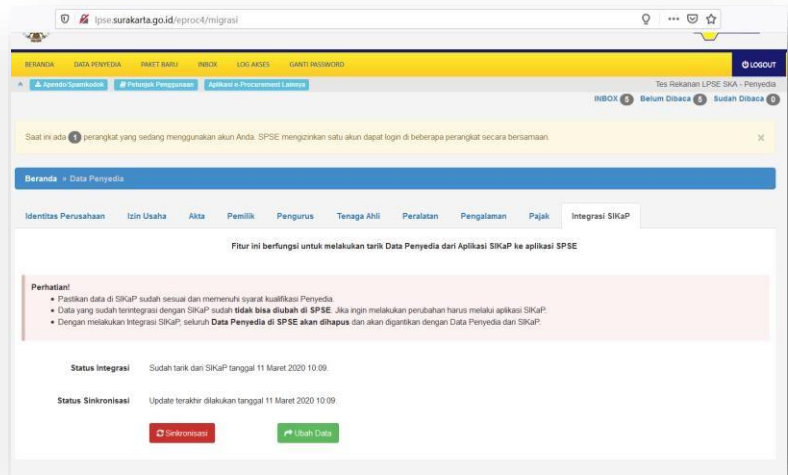 lpse.surakarta.go.id/eproc4/migrasi
BERANDA DATA PENYEDIA PAKET BARU INBOX LOG AKSES GANTI PASSWORD LOGOUT
Apendo/Spamkodok Petunjuk Penggunaan Aplikasi e-Procurement Lainnya Tes Rekanan LPSE SKA - Penyedia
INBOX 5 Belum Dibaca 5 Sudah Dibaca 0
Saat ini ada 1 perangkat yang sedang menggunakan akun Anda. SPSE mengizinkan satu akun dapat login di beberapa perangkat secara bersamaan.
Beranda » Data Penyedia
Identitas Perusahaan Izin Usaha Akta Pemilik Pengurus Tenaga Ahli Peralatan Pengalaman Pajak Integrasi SIKaP
Fitur ini berfungsi untuk melakukan tarik Data Penyedia dari Aplikasi SIKaP ke aplikasi SPSE
Perhatian!
• Pastikan data di SIKaP sudah sesuai dan memenuhi syarat kualifikasi Penyedia.
• Data yang sudah terintegrasi dengan SIKaP sudah tidak bisa diubah di SPSE. Jika ingin melakukan perubahan harus melalui aplikasi SIKaP.
• Dengan melakukan Integrasi SIKaP, seluruh Data Penyedia di SPSE akan dihapus dan akan digantikan dengan Data Penyedia dari SIKaP.
Status Integrasi Sudah tarik dari SIKaP tanggal 11 Maret 2020 10:09.
Status Sinkronisasi Update terakhir dilakukan tanggal 11 Maret 2020 10:09.
Sinkronisasi Ubah Data